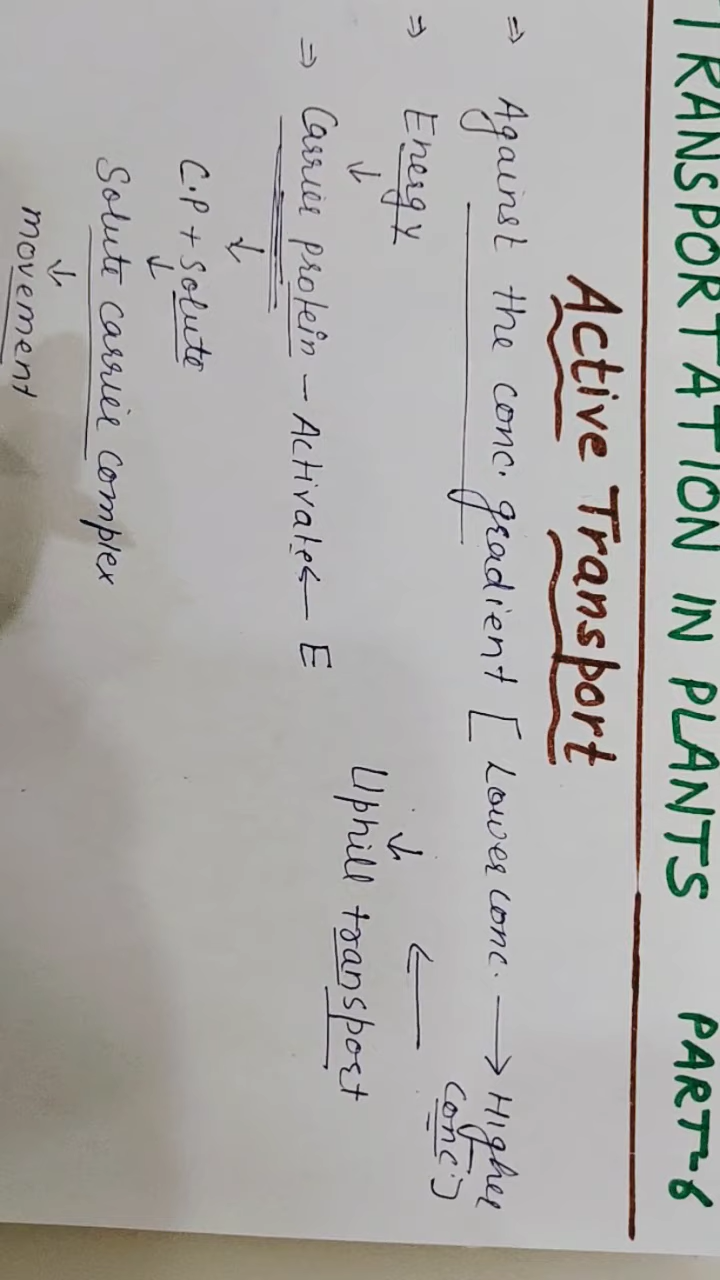 TRANSPORTATION IN PLANTS PART-6
Active Transport
⇒ Against the conc. gradient [Lower conc. → Higher conc.]
⇒ Energy
↓
Uphill transport
⇒ Carrier protein - Activate ← E
↓
C.P + Solute
↓
Solute carrier complex
↓
movement